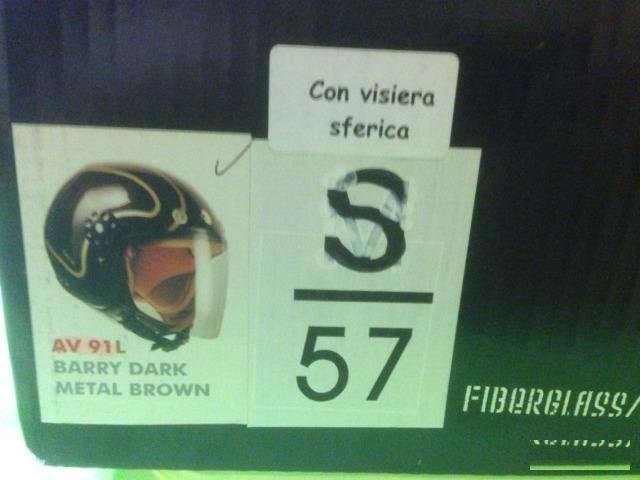 Con visiera
sferica
S
57
AV 91L
BARRY DARK
METAL BROWN
FIBERGLASS/